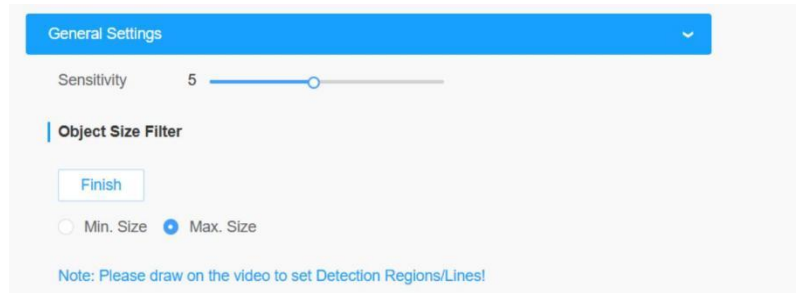 General Settings
Sensitivity 5
Object Size Filter
Finish
Min. Size Max. Size
Note: Please draw on the video to set Detection Regions/Lines!